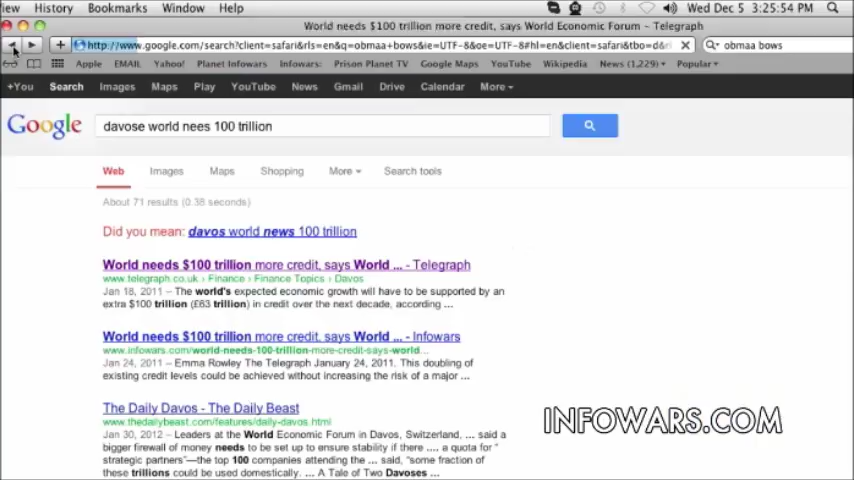 iew History Bookmarks Window Help Wed Dec 5 3:25:54 PM
World needs $100 trillion more credit, says World Economic Forum - Telegraph
http://www.google.com/search?client=safari&rls=en&q=obmaa+bows&ie=UTF-8&oe=UTF-8#hl=en&client=safari&tbo=d& obmaa bows
Apple EMAIL Yahoo! Planet Infowars Infowars: Prison Planet TV Google Maps YouTube Wikipedia News (1,229) Popular
+You Search Images Maps Play YouTube News Gmail Drive Calendar More
Google davose world nees 100 trillion
Web Images Maps Shopping More Search tools
About 71 results (0.38 seconds)
Did you mean: davos world news 100 trillion
World needs $100 trillion more credit, says World ... - Telegraph
www.telegraph.co.uk › Finance › Finance Topics › Davos
Jan 18, 2011 – The world's expected economic growth will have to be supported by an
extra $100 trillion (£63 trillion) in credit over the next decade, according ...
World needs $100 trillion more credit, says World ... - Infowars
www.infowars.com/world-needs-100-trillion-more-credit-says-world...
Jan 24, 2011 – Emma Rowley The Telegraph January 24, 2011. This doubling of
existing credit levels could be achieved without increasing the risk of a major ...
The Daily Davos - The Daily Beast
www.thedailybeast.com/features/daily-davos.html
Jan 30, 2012 – Leaders at the World Economic Forum in Davos, Switzerland, ... said a
bigger firewall of money needs to be set up to ensure stability if there .... a quota for “
strategic partners”—the top 100 companies attending the ... said, “some fraction of
these trillions could be used domestically. ... A Tale of Two Davoses ...
INFOWARS.COM